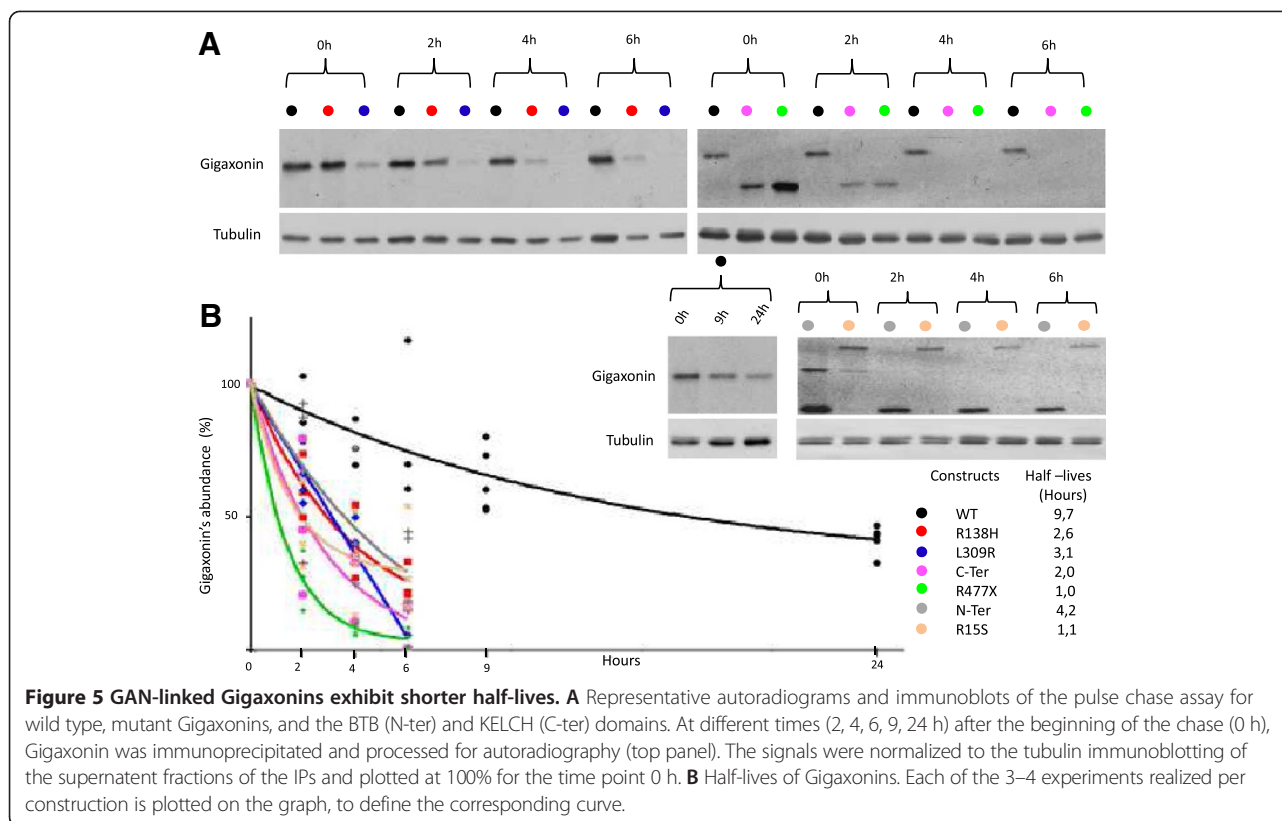 A
0h 2h 4h 6h 0h 2h 4h 6h
Gigaxonin
Tubulin
0h 9h 24h
0h 2h 4h 6h
Gigaxonin
Tubulin
B
Gigaxonin's abundance (%)
100
50
0 2 4 6 9 24
Hours
Constructs Half –lives (Hours)
WT 9,7
R138H 2,6
L309R 3,1
C-Ter 2,0
R477X 1,0
N-Ter 4,2
R15S 1,1
Figure 5 GAN-linked Gigaxonins exhibit shorter half-lives. A Representative autoradiograms and immunoblots of the pulse chase assay for
wild type, mutant Gigaxonins, and the BTB (N-ter) and KELCH (C-ter) domains. At different times (2, 4, 6, 9, 24 h) after the beginning of the chase (0 h),
Gigaxonin was immunoprecipitated and processed for autoradiography (top panel). The signals were normalized to the tubulin immunoblotting of
the supernatent fractions of the IPs and plotted at 100% for the time point 0 h. B Half-lives of Gigaxonins. Each of the 3–4 experiments realized per
construction is plotted on the graph, to define the corresponding curve.